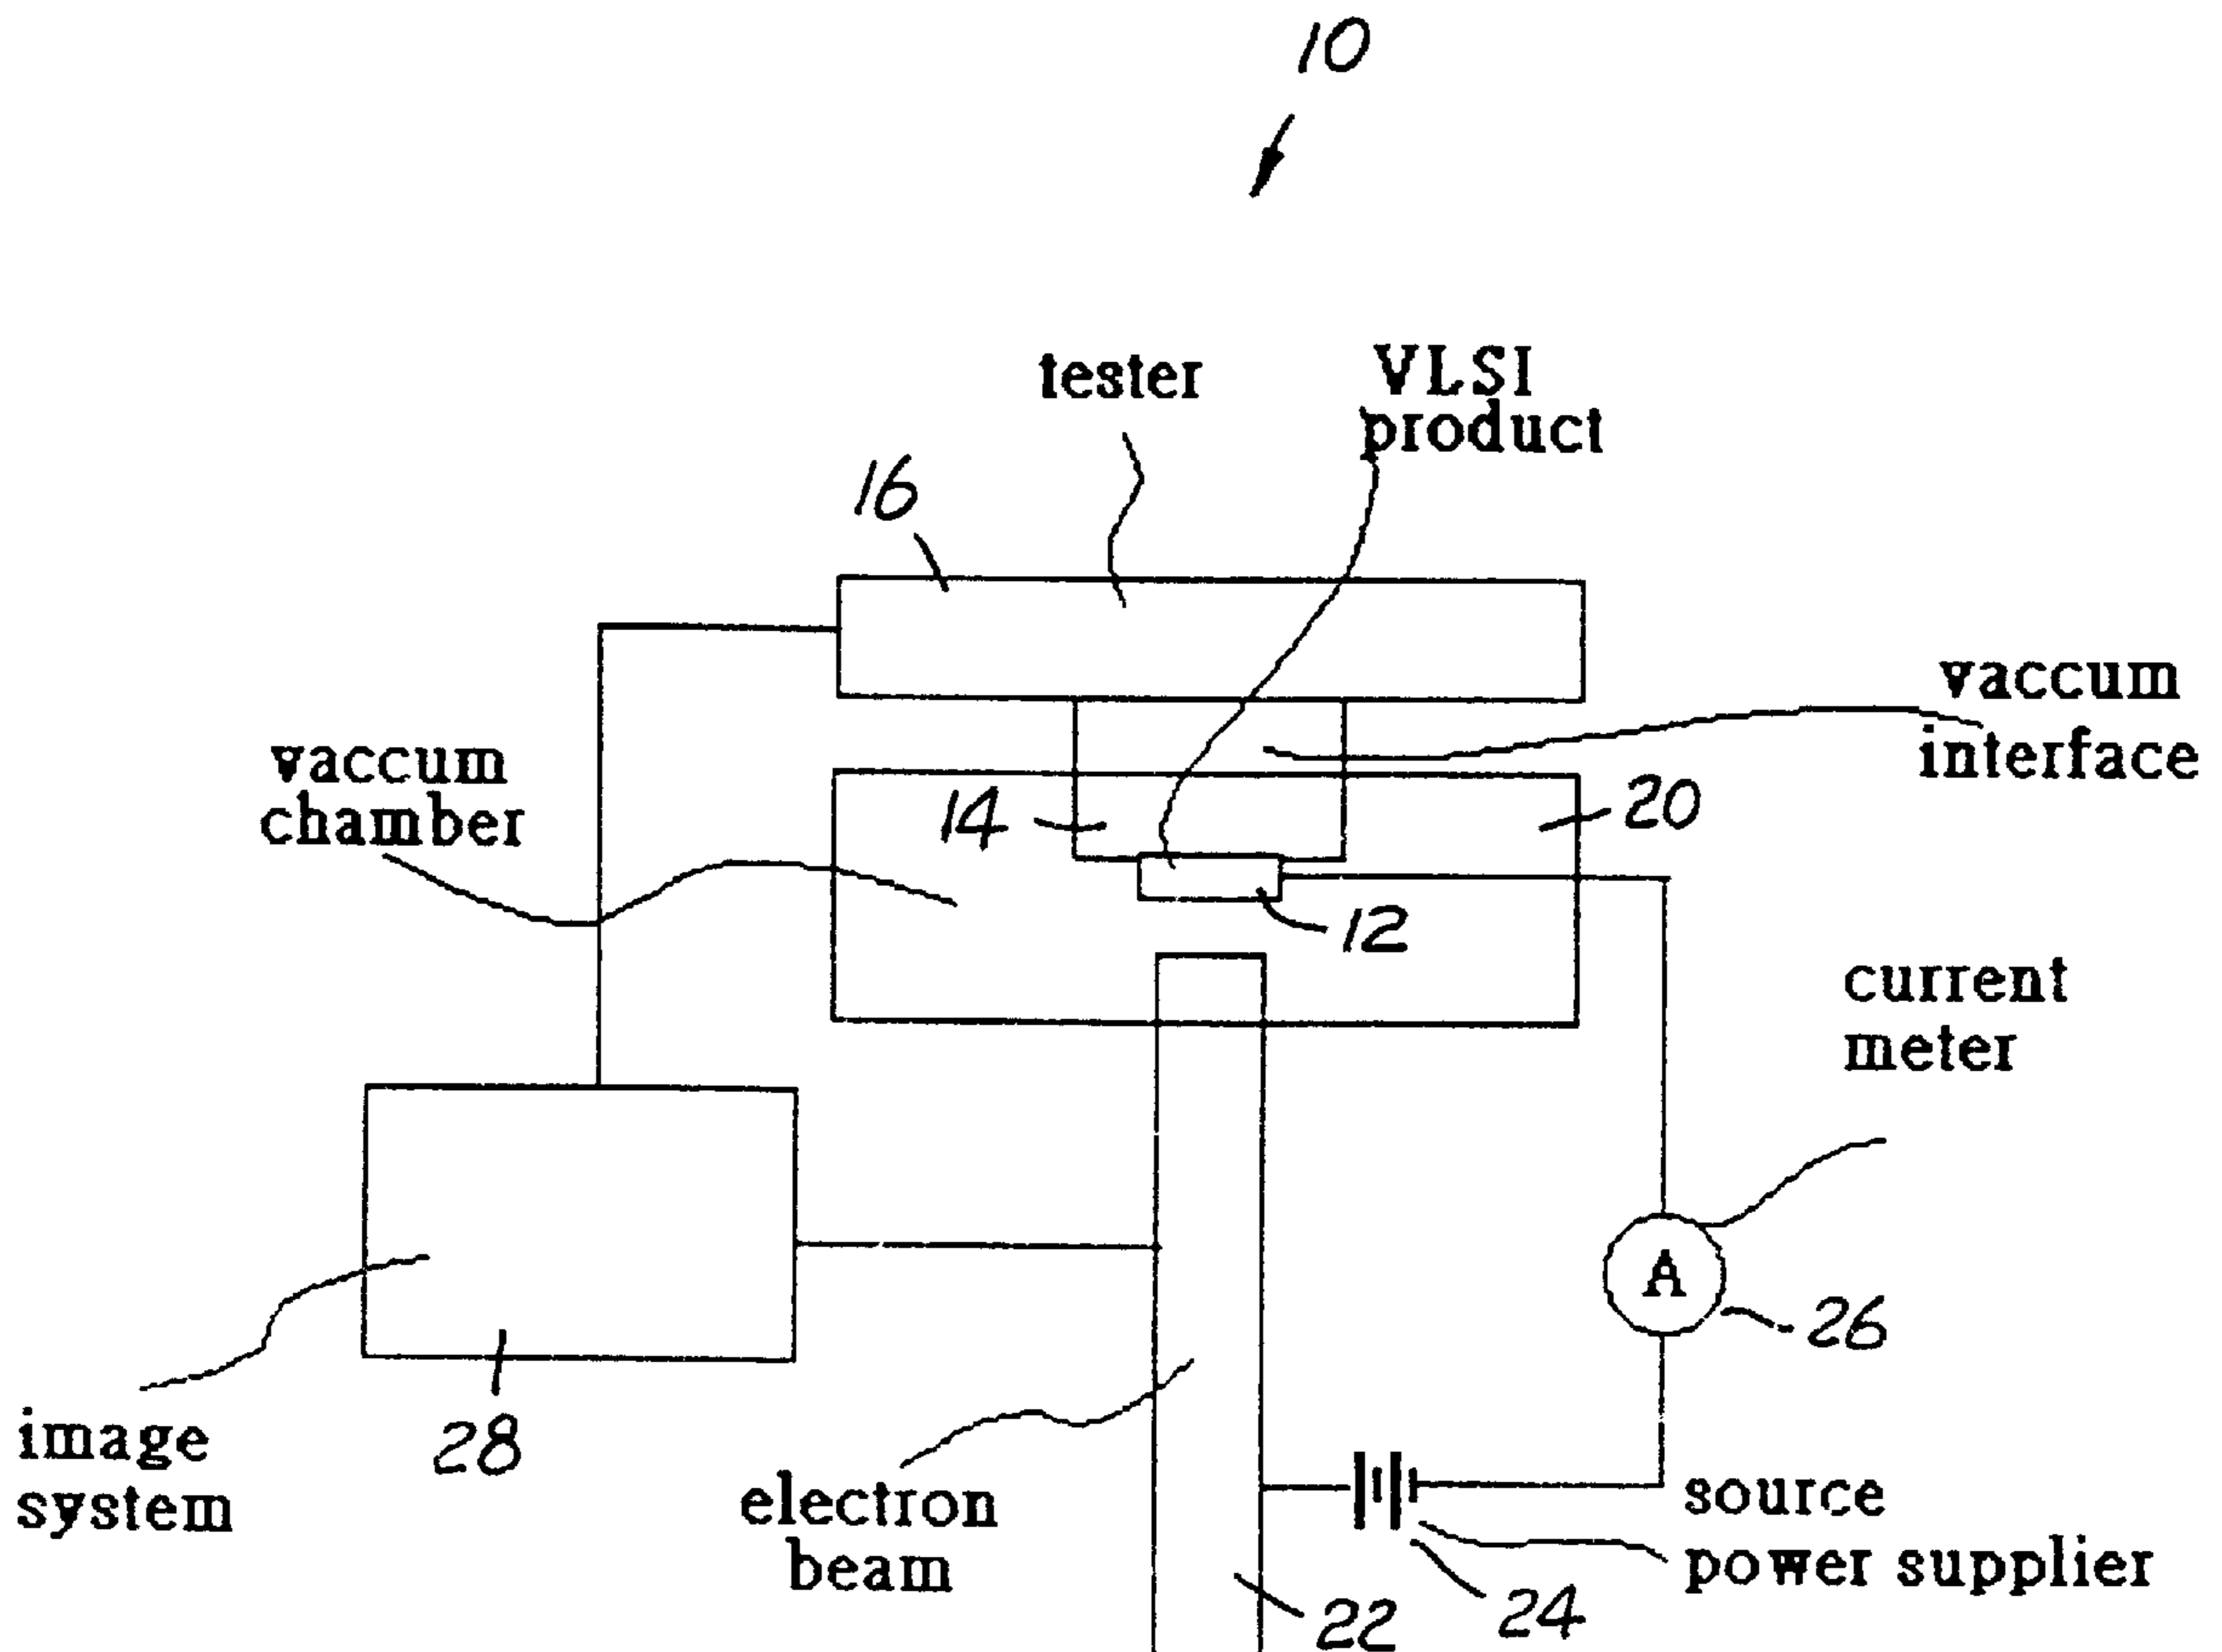 10
tester
VLSI
product
16
vaccum
interface
vaccum
chamber
14
20
12
current
meter
A
26
image
system
28
electron
beam
source
power supplier
22
24